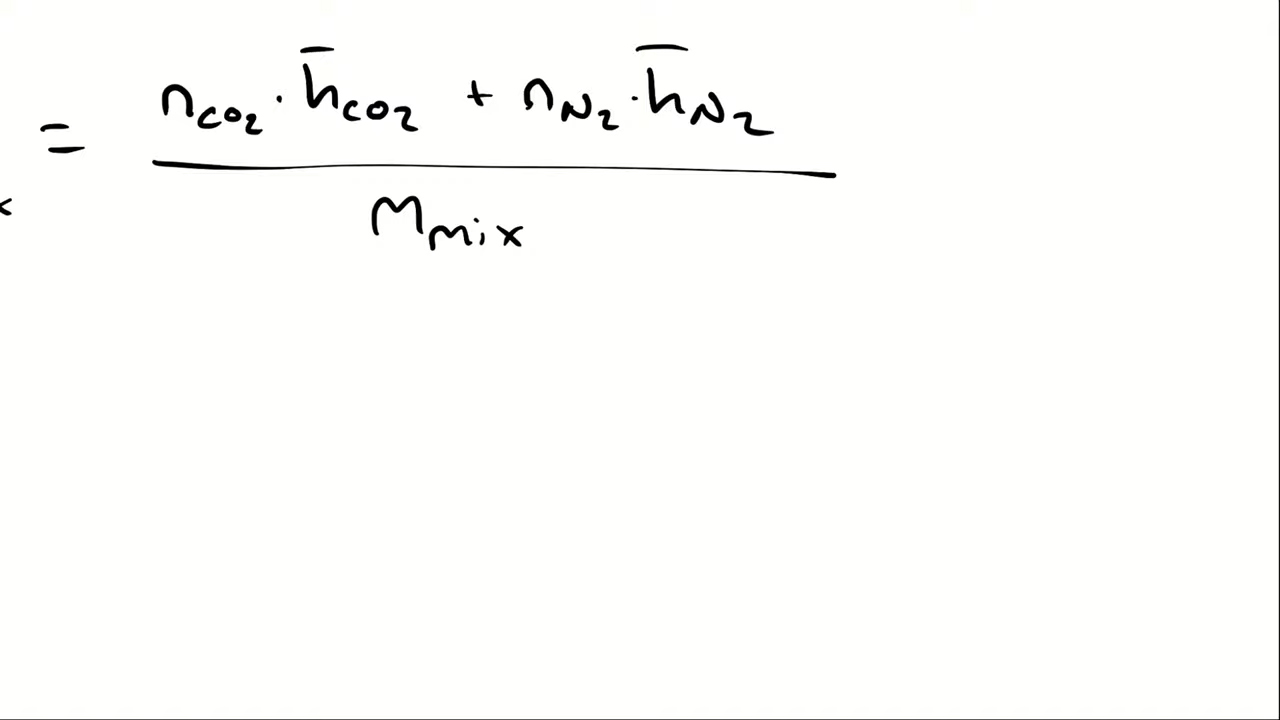 = n_CO2 · h̅_CO2 + n_N2 · h̅_N2
x
M_mix